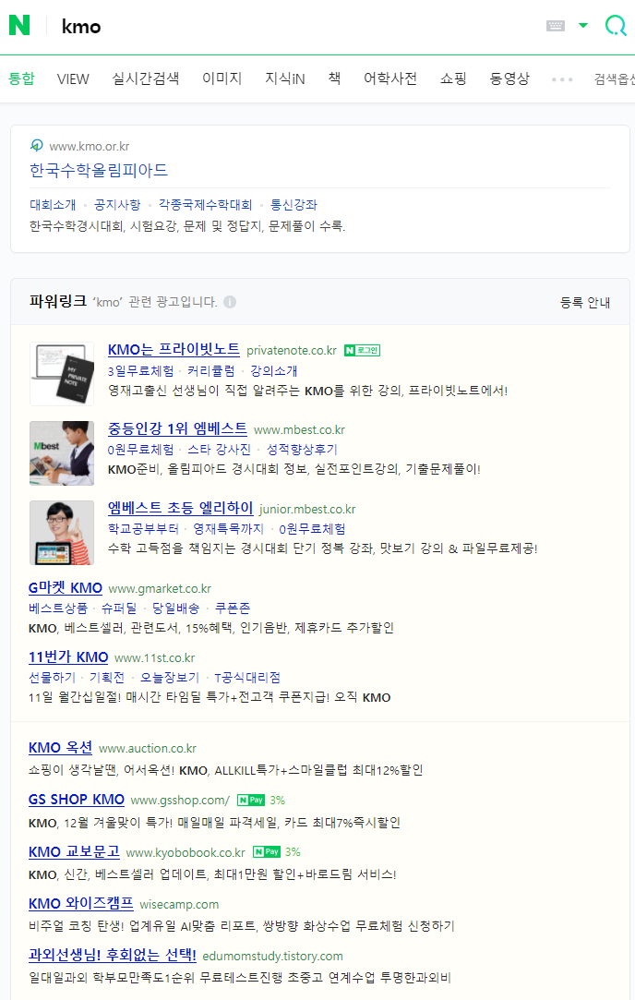 N kmo
통합 VIEW 실시간검색 이미지 지식iN 책 어학사전 쇼핑 동영상 ••• 검색옵션
www.kmo.or.kr
한국수학올림피아드
대회소개 · 공지사항 · 각종국제수학대회 · 통신강좌
한국수학경시대회, 시험요강, 문제 및 정답지, 문제풀이 수록.
파워링크 'kmo' 관련 광고입니다. i 등록 안내
KMO는 프라이빗노트 privatenote.co.kr N 로그인
MY PRIVATE NOTE
3일무료체험 · 커리큘럼 · 강의소개
영재고출신 선생님이 직접 알려주는 KMO를 위한 강의, 프라이빗노트에서!
중등인강 1위 엠베스트 www.mbest.co.kr
Mbest
0원무료체험 · 스타 강사진 · 성적향상후기
KMO준비, 올림피아드 경시대회 정보, 실전포인트강의, 기출문제풀이!
엠베스트 초등 엘리하이 junior.mbest.co.kr
학교공부부터 · 영재특목까지 · 0원무료체험
수학 고득점을 책임지는 경시대회 단기 정복 강좌, 맛보기 강의 & 파일무료제공!
G마켓 KMO www.gmarket.co.kr
베스트상품 · 슈퍼딜 · 당일배송 · 쿠폰존
KMO, 베스트셀러, 관련도서, 15%혜택, 인기음반, 제휴카드 추가할인
11번가 KMO www.11st.co.kr
선물하기 · 기획전 · 오늘장보기 · T공식대리점
11일 월간십일절! 매시간 타임딜 특가+전고객 쿠폰지급! 오직 KMO
KMO 옥션 www.auction.co.kr
쇼핑이 생각날땐, 어서옥션! KMO, ALLKILL특가+스마일클럽 최대12%할인
GS SHOP KMO www.gsshop.com/ N Pay 3%
KMO, 12월 겨울맞이 특가! 매일매일 파격세일, 카드 최대7%즉시할인
KMO 교보문고 www.kyobobook.co.kr N Pay 3%
KMO, 신간, 베스트셀러 업데이트, 최대1만원 할인+바로드림 서비스!
KMO 와이즈캠프 wisecamp.com
비주얼 코칭 탄생! 업계유일 AI맞춤 리포트, 쌍방향 화상수업 무료체험 신청하기
과외선생님! 후회없는 선택! edumomstudy.tistory.com
일대일과외 학부모만족도1순위 무료테스트진행 초중고 연계수업 투명한과외비